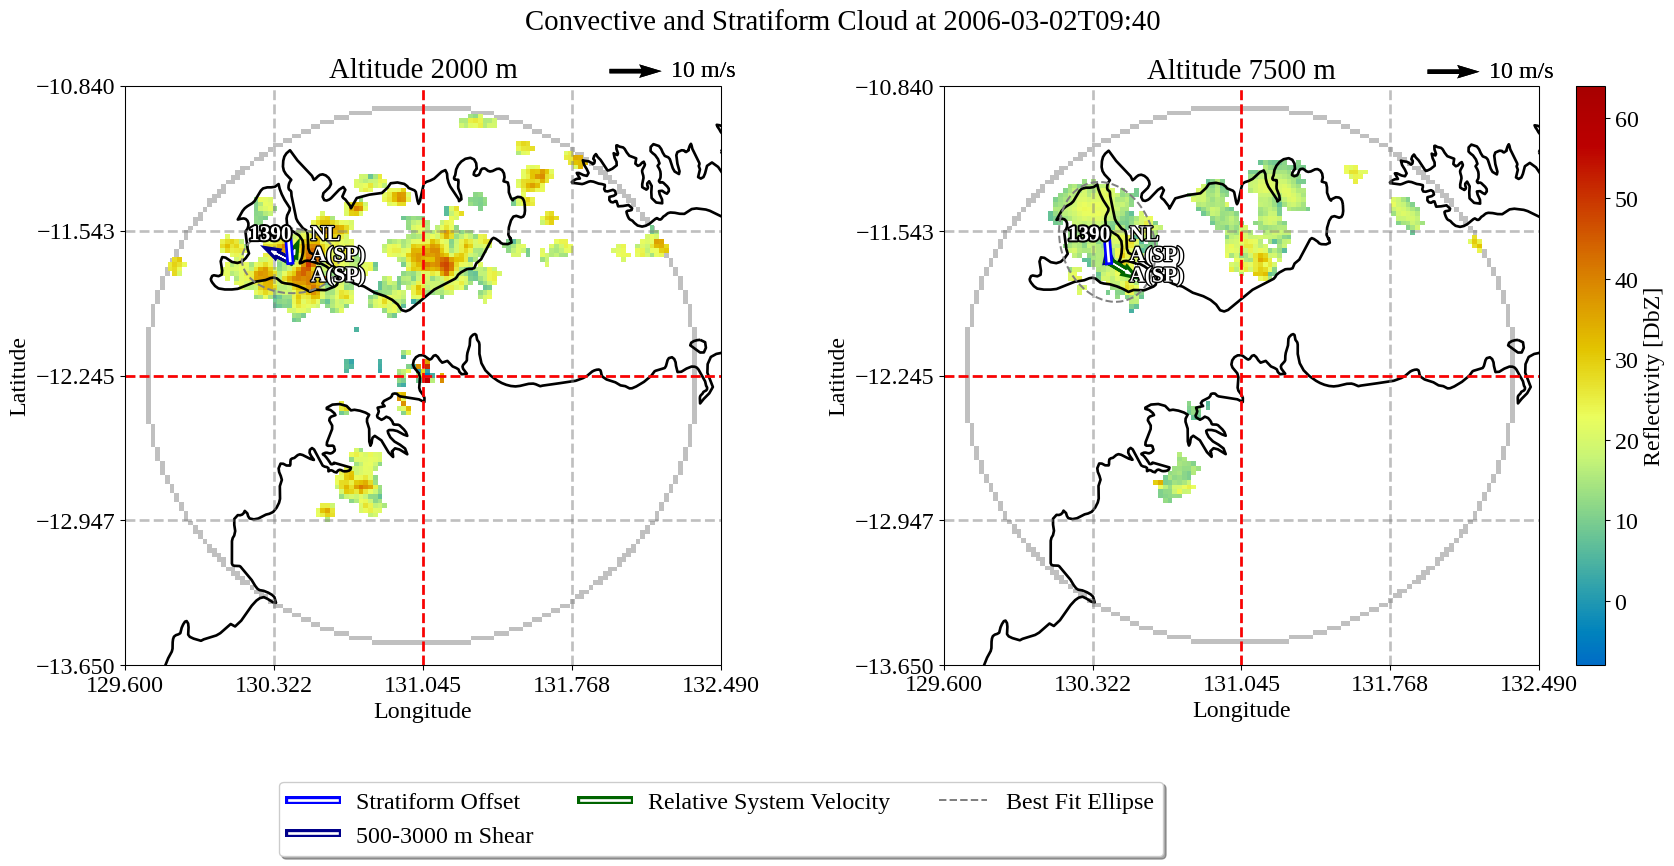 Convective and Stratiform Cloud at 2006-03-02T09:40
Altitude 2000 m
10 m/s
Altitude 7500 m
10 m/s
−10.840
−11.543
−12.245
−12.947
−13.650
Latitude
129.600
130.322
131.045
131.768
132.490
Longitude
1390
NL
A(SP)
A(SP)
−10.840
−11.543
−12.245
−12.947
−13.650
Latitude
129.600
130.322
131.045
131.768
132.490
Longitude
1390
NL
A(SP)
A(SP)
60
50
40
30
20
10
0
Reflectivity [DbZ]
Stratiform Offset
500-3000 m Shear
Relative System Velocity
Best Fit Ellipse